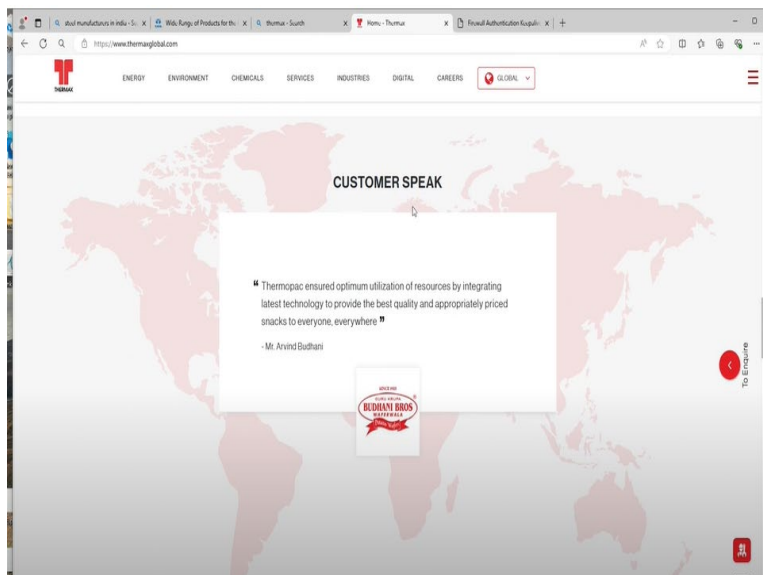 steel manufacturers in india - Se
Wide Range of Products for the
thermax - Search
Home - Thermax
Firewall Authentication Keepalive
https://www.thermaxglobal.com
THERMAX
ENERGY
ENVIRONMENT
CHEMICALS
SERVICES
INDUSTRIES
DIGITAL
CAREERS
GLOBAL
CUSTOMER SPEAK
❝ Thermopac ensured optimum utilization of resources by integrating
latest technology to provide the best quality and appropriately priced
snacks to everyone, everywhere ❞
- Mr. Arvind Budhani
BUDHANI BROS
WAFERWALA
To Enquire